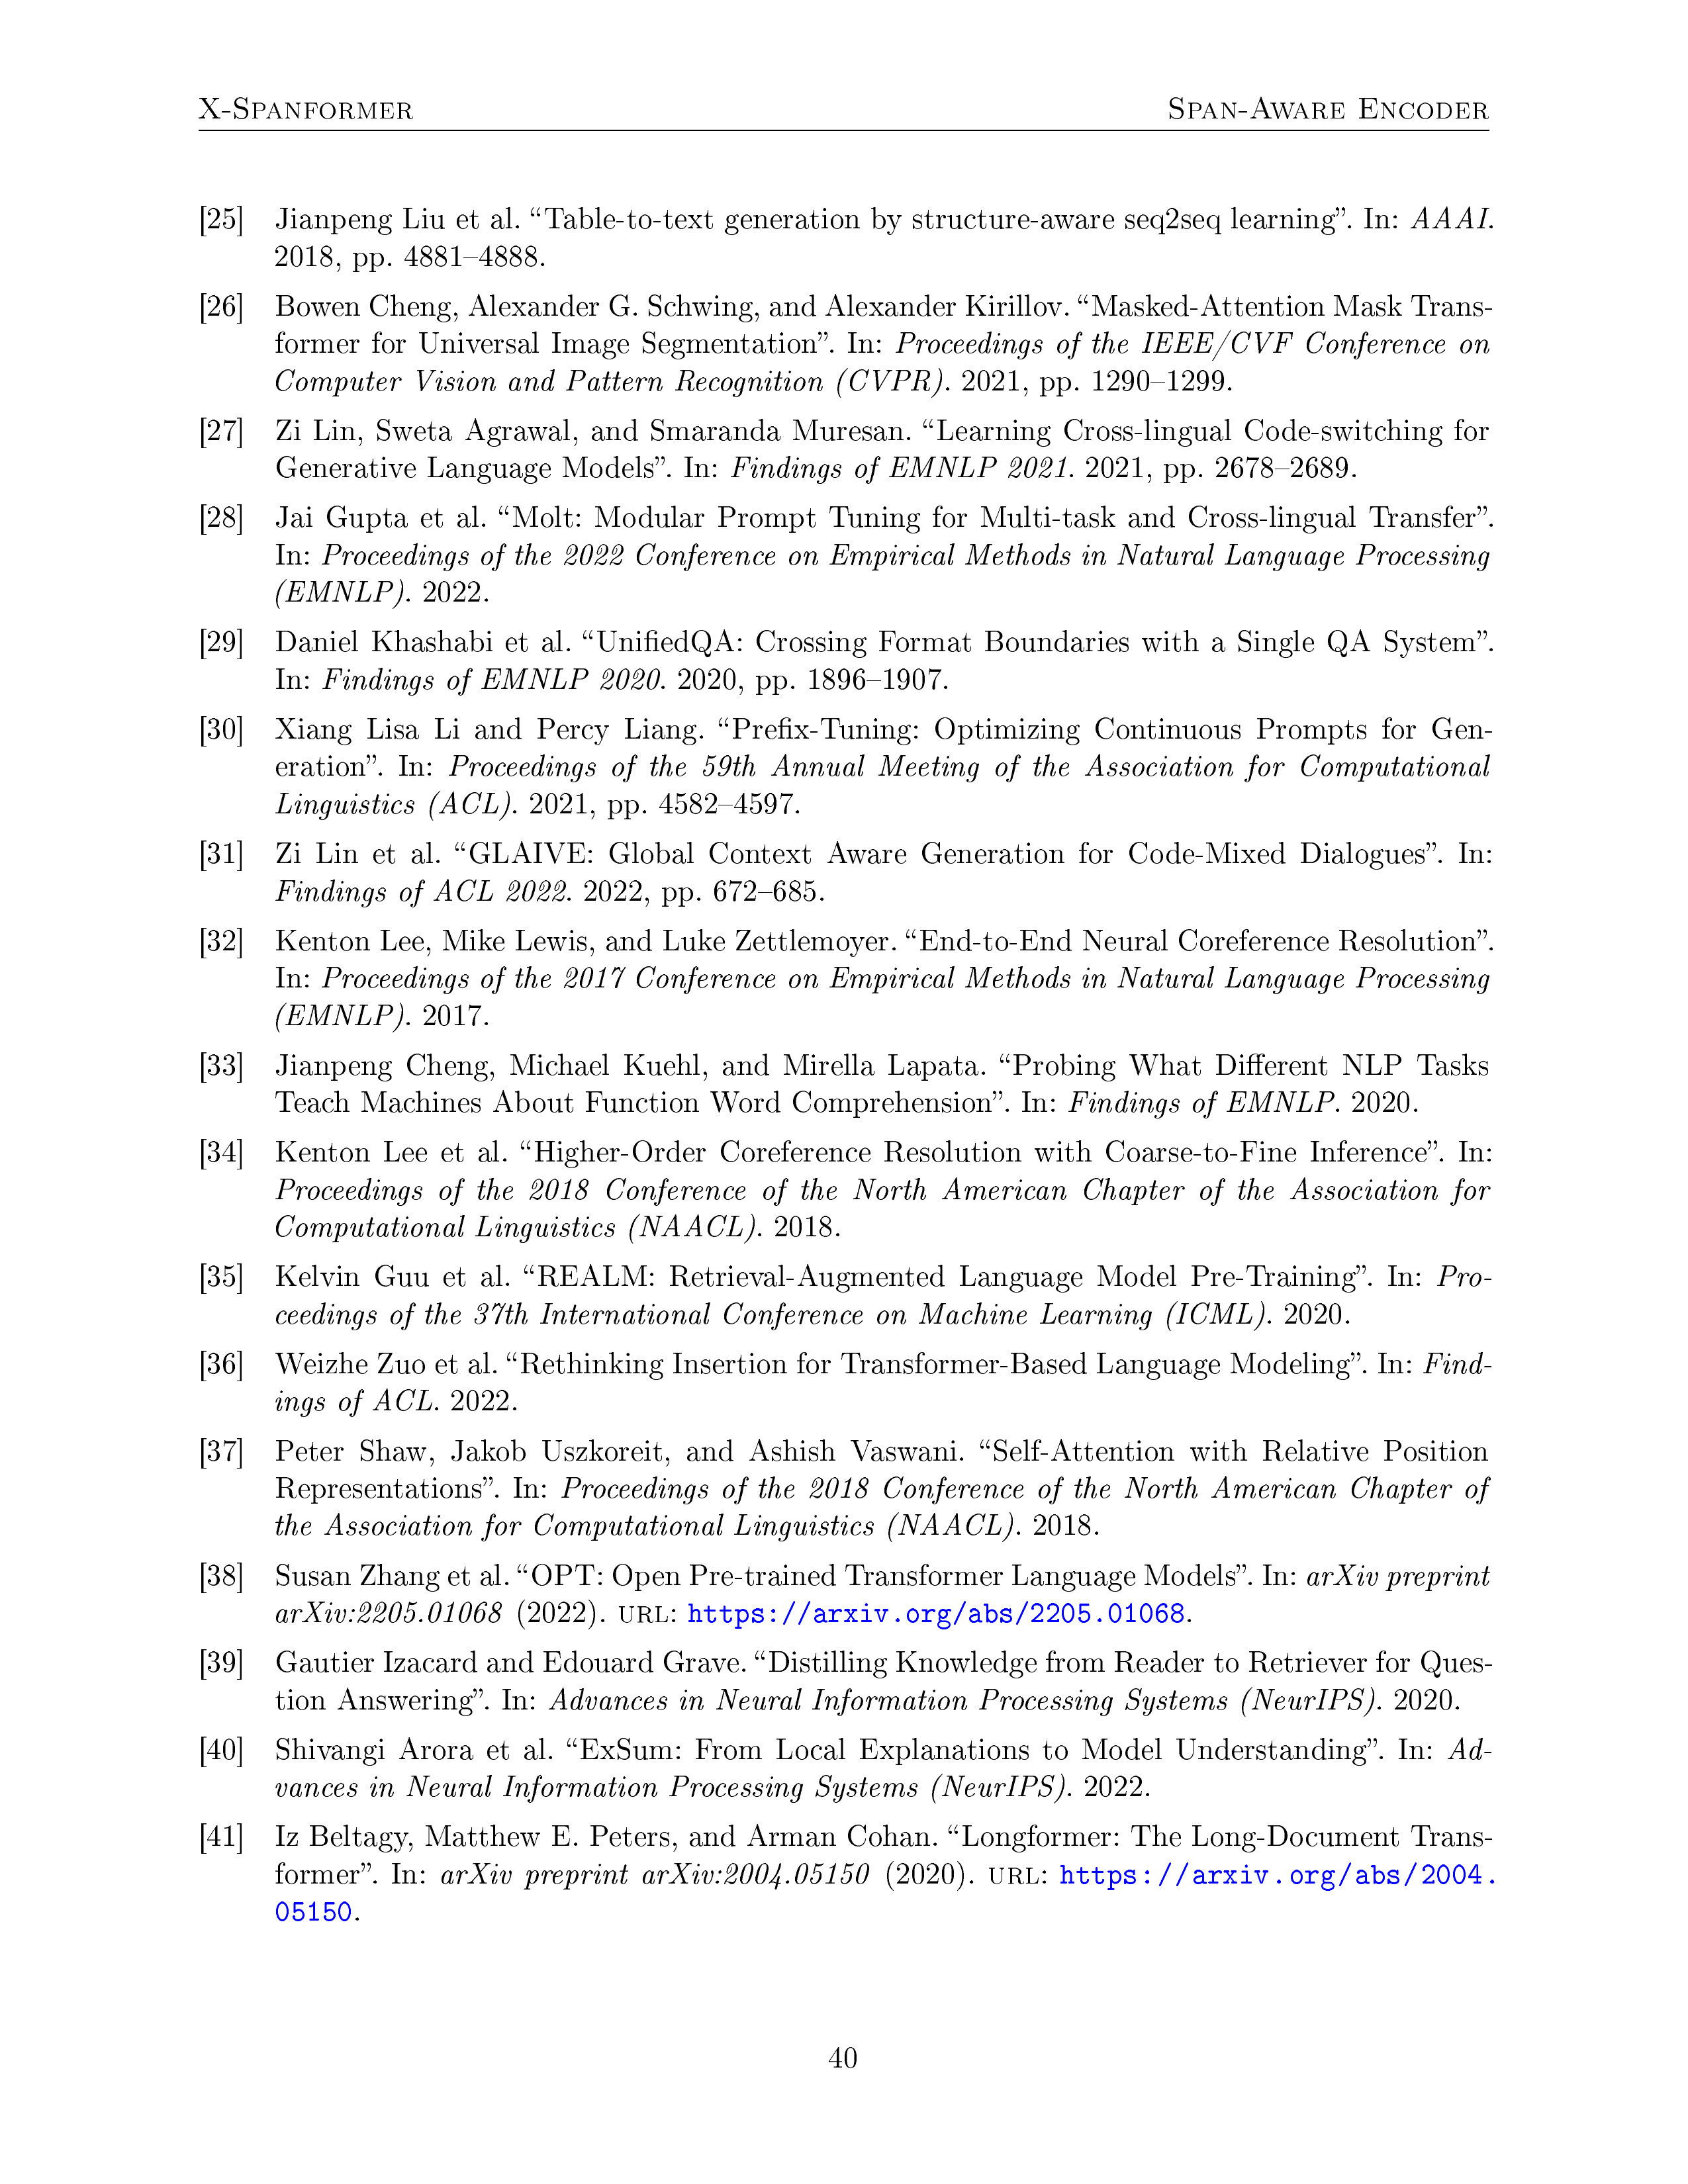 X-Spanformer Span-Aware Encoder
[25] Jianpeng Liu et al. “Table-to-text generation by structure-aware seq2seq learning”. In: AAAI.
2018, pp. 4881–4888.
[26] Bowen Cheng, Alexander G. Schwing, and Alexander Kirillov. “Masked-Attention Mask Trans-
former for Universal Image Segmentation”. In: Proceedings of the IEEE/CVF Conference on
Computer Vision and Pattern Recognition (CVPR). 2021, pp. 1290–1299.
[27] Zi Lin, Sweta Agrawal, and Smaranda Muresan. “Learning Cross-lingual Code-switching for
Generative Language Models”. In: Findings of EMNLP 2021. 2021, pp. 2678–2689.
[28] Jai Gupta et al. “Molt: Modular Prompt Tuning for Multi-task and Cross-lingual Transfer”.
In: Proceedings of the 2022 Conference on Empirical Methods in Natural Language Processing
(EMNLP). 2022.
[29] Daniel Khashabi et al. “UnifiedQA: Crossing Format Boundaries with a Single QA System”.
In: Findings of EMNLP 2020. 2020, pp. 1896–1907.
[30] Xiang Lisa Li and Percy Liang. “Prefix-Tuning: Optimizing Continuous Prompts for Gen-
eration”. In: Proceedings of the 59th Annual Meeting of the Association for Computational
Linguistics (ACL). 2021, pp. 4582–4597.
[31] Zi Lin et al. “GLAIVE: Global Context Aware Generation for Code-Mixed Dialogues”. In:
Findings of ACL 2022. 2022, pp. 672–685.
[32] Kenton Lee, Mike Lewis, and Luke Zettlemoyer. “End-to-End Neural Coreference Resolution”.
In: Proceedings of the 2017 Conference on Empirical Methods in Natural Language Processing
(EMNLP). 2017.
[33] Jianpeng Cheng, Michael Kuehl, and Mirella Lapata. “Probing What Different NLP Tasks
Teach Machines About Function Word Comprehension”. In: Findings of EMNLP. 2020.
[34] Kenton Lee et al. “Higher-Order Coreference Resolution with Coarse-to-Fine Inference”. In:
Proceedings of the 2018 Conference of the North American Chapter of the Association for
Computational Linguistics (NAACL). 2018.
[35] Kelvin Guu et al. “REALM: Retrieval-Augmented Language Model Pre-Training”. In: Pro-
ceedings of the 37th International Conference on Machine Learning (ICML). 2020.
[36] Weizhe Zuo et al. “Rethinking Insertion for Transformer-Based Language Modeling”. In: Find-
ings of ACL. 2022.
[37] Peter Shaw, Jakob Uszkoreit, and Ashish Vaswani. “Self-Attention with Relative Position
Representations”. In: Proceedings of the 2018 Conference of the North American Chapter of
the Association for Computational Linguistics (NAACL). 2018.
[38] Susan Zhang et al. “OPT: Open Pre-trained Transformer Language Models”. In: arXiv preprint
arXiv:2205.01068 (2022). URL: https://arxiv.org/abs/2205.01068.
[39] Gautier Izacard and Edouard Grave. “Distilling Knowledge from Reader to Retriever for Ques-
tion Answering”. In: Advances in Neural Information Processing Systems (NeurIPS). 2020.
[40] Shivangi Arora et al. “ExSum: From Local Explanations to Model Understanding”. In: Ad-
vances in Neural Information Processing Systems (NeurIPS). 2022.
[41] Iz Beltagy, Matthew E. Peters, and Arman Cohan. “Longformer: The Long-Document Trans-
former”. In: arXiv preprint arXiv:2004.05150 (2020). URL: https://arxiv.org/abs/2004.
05150.
40